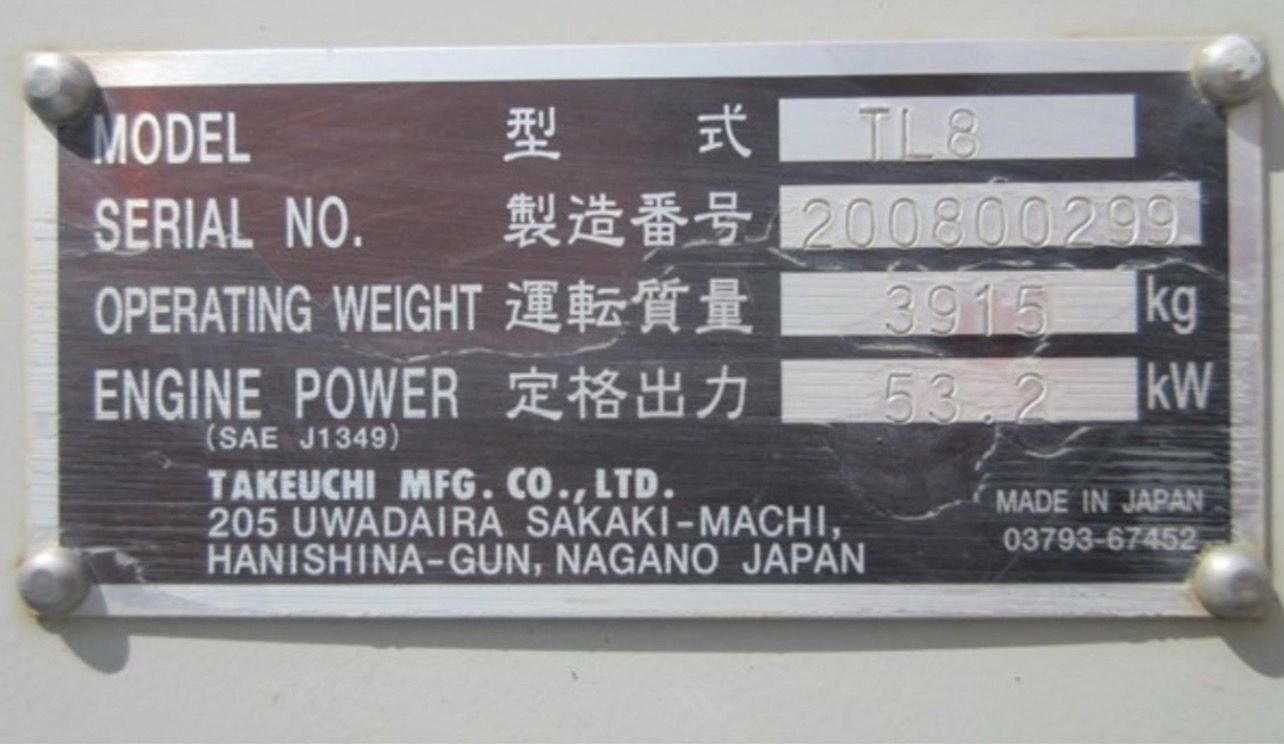 MODEL 型 式 TL8
SERIAL NO. 製造番号 200800299
OPERATING WEIGHT 運転質量 3915 kg
ENGINE POWER 定格出力 53.2 kW
(SAE J1349)
TAKEUCHI MFG. CO., LTD.
205 UWADAIRA SAKAKI-MACHI,
HANISHINA-GUN, NAGANO JAPAN
MADE IN JAPAN
03793-67452